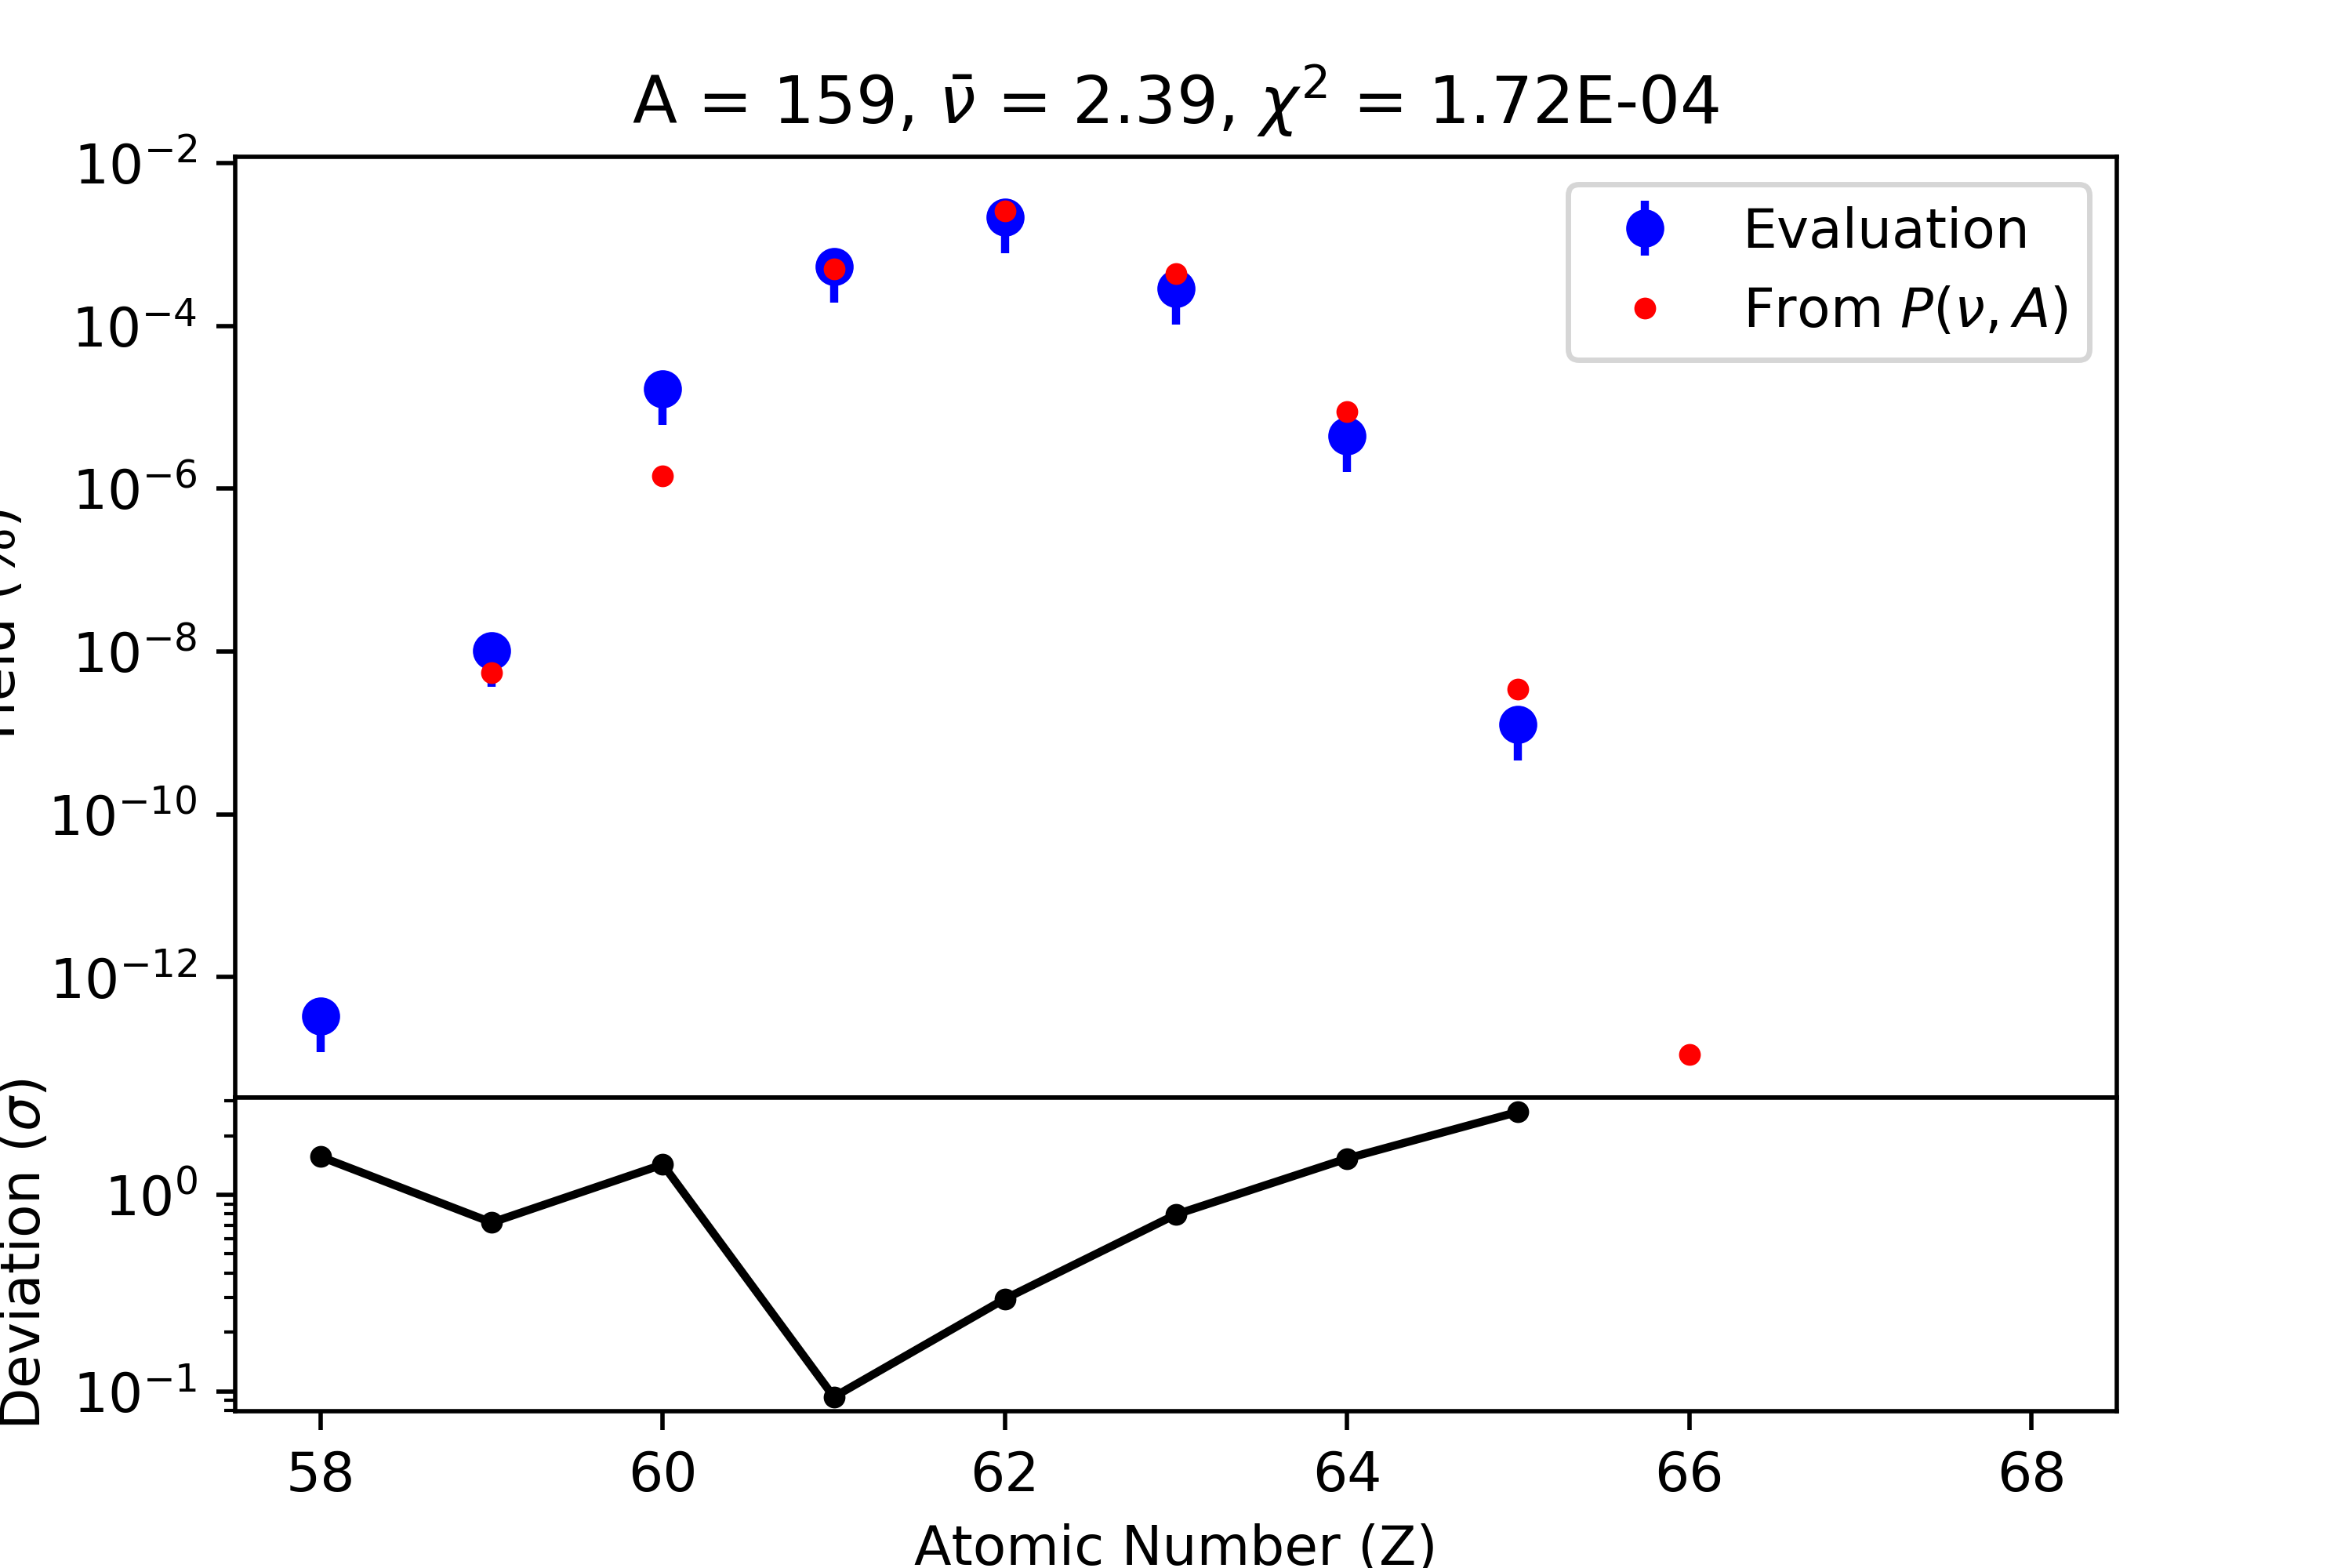 A = 159, ν̄ = 2.39, χ² = 1.72E-04
10⁻²
10⁻⁴
10⁻⁶
10⁻⁸
10⁻¹⁰
10⁻¹²
Evaluation
From P(ν, A)
(%)
Deviation (σ)
10⁰
10⁻¹
58 60 62 64 66 68
Atomic Number (Z)